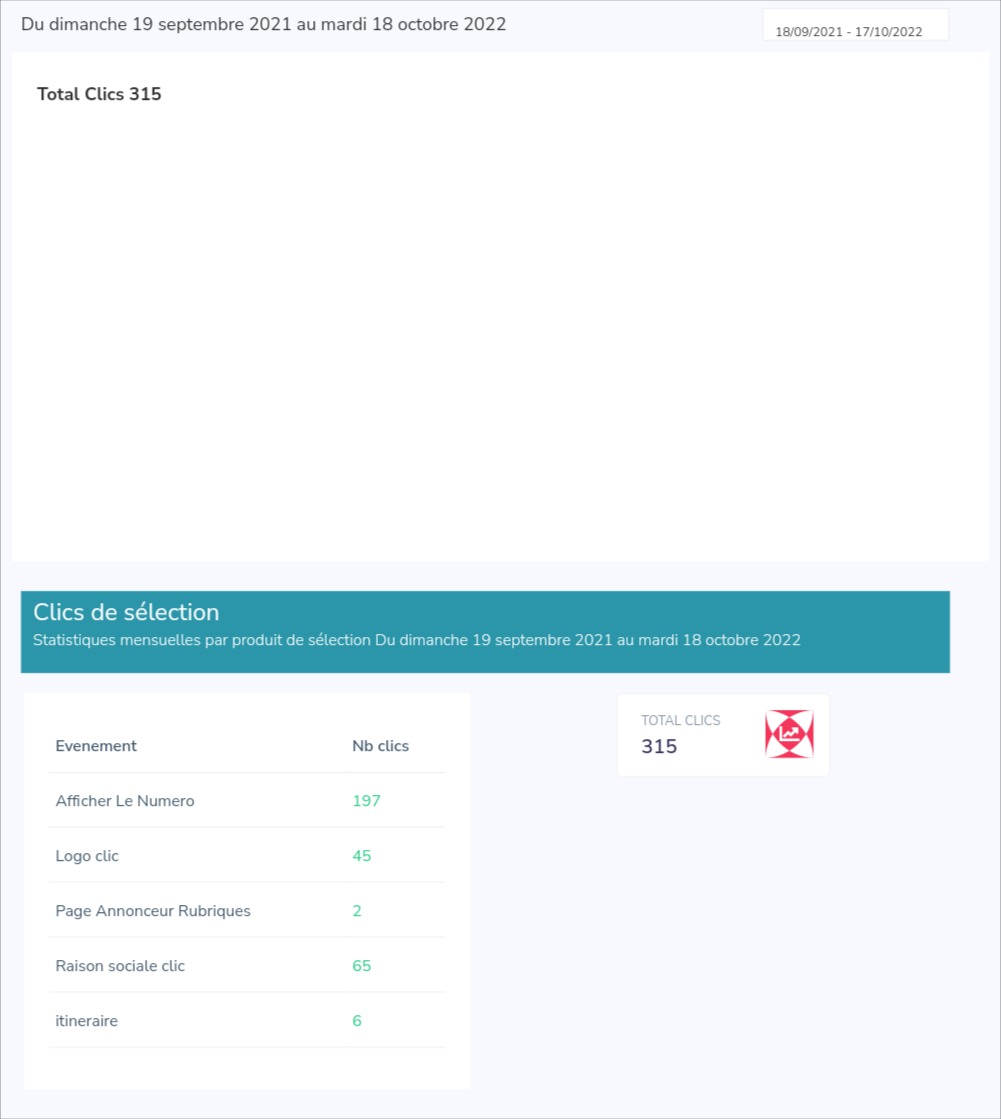 Du dimanche 19 septembre 2021 au mardi 18 octobre 2022
18/09/2021 - 17/10/2022
Total Clics 315
Clics de sélection
Statistiques mensuelles par produit de sélection Du dimanche 19 septembre 2021 au mardi 18 octobre 2022
Evenement Nb clics
Afficher Le Numero 197
Logo clic 45
Page Annonceur Rubriques 2
Raison sociale clic 65
itineraire 6
TOTAL CLICS
315